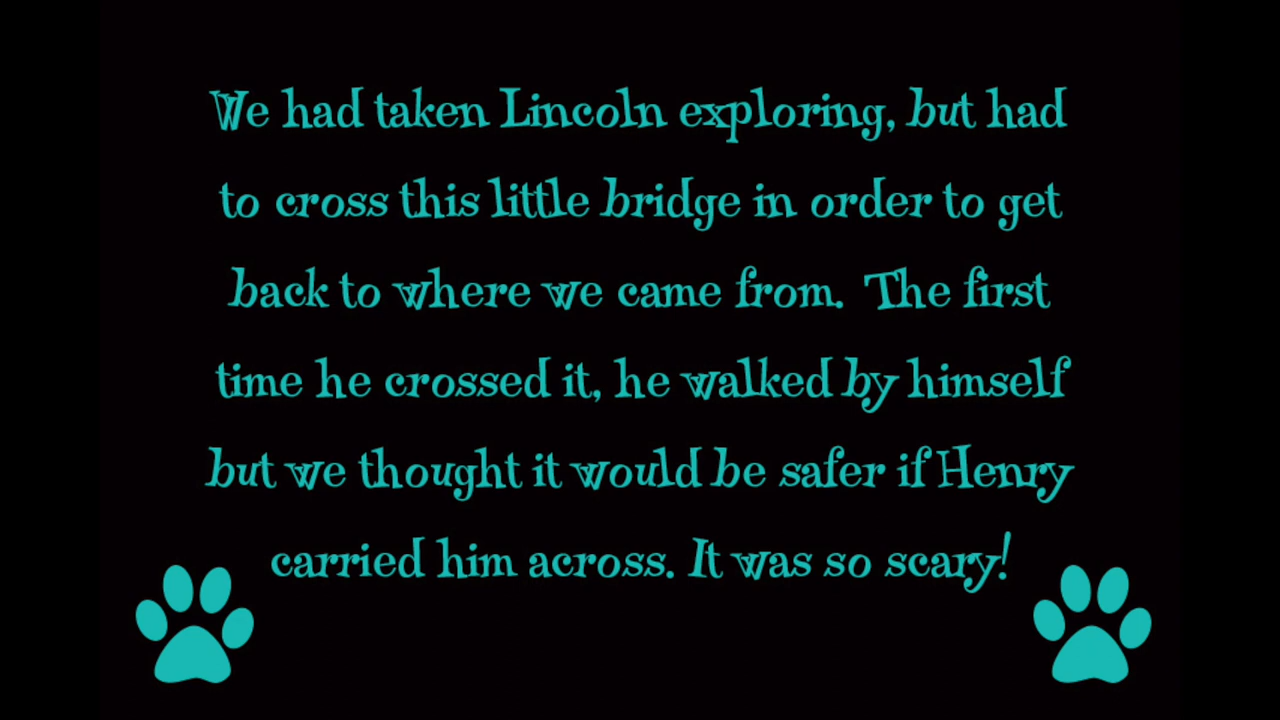 We had taken Lincoln exploring, but had
to cross this little bridge in order to get
back to where we came from. The first
time he crossed it, he walked by himself
but we thought it would be safer if Henry
carried him across. It was so scary!